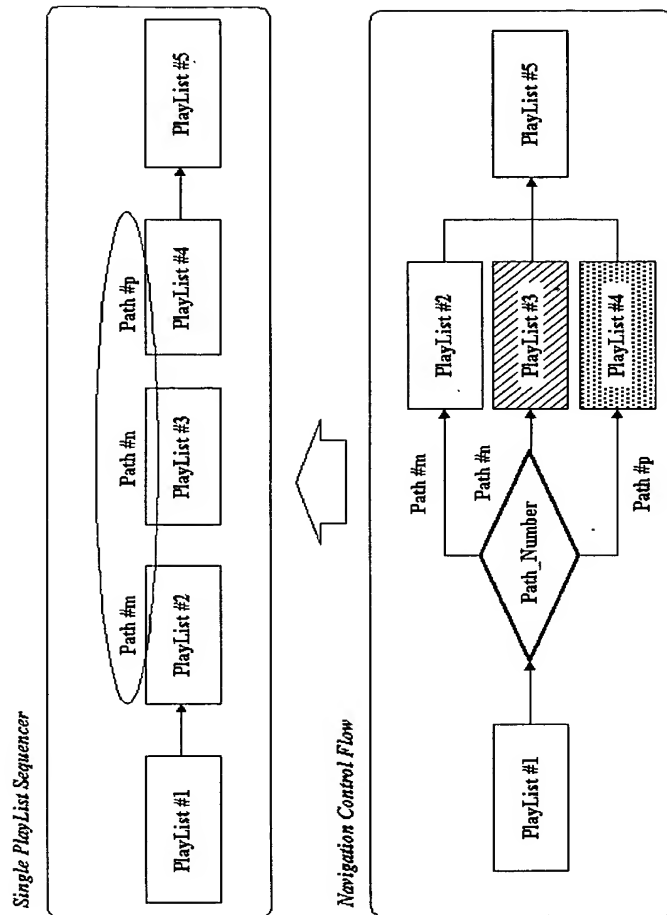 Single PlayList Sequencer
Path #m
Path #n
Path #p
PlayList #1
PlayList #2
PlayList #3
PlayList #4
PlayList #5
Navigation Control Flow
PlayList #1
Path_Number
Path #m
Path #n
Path #p
PlayList #2
PlayList #3
PlayList #4
PlayList #5